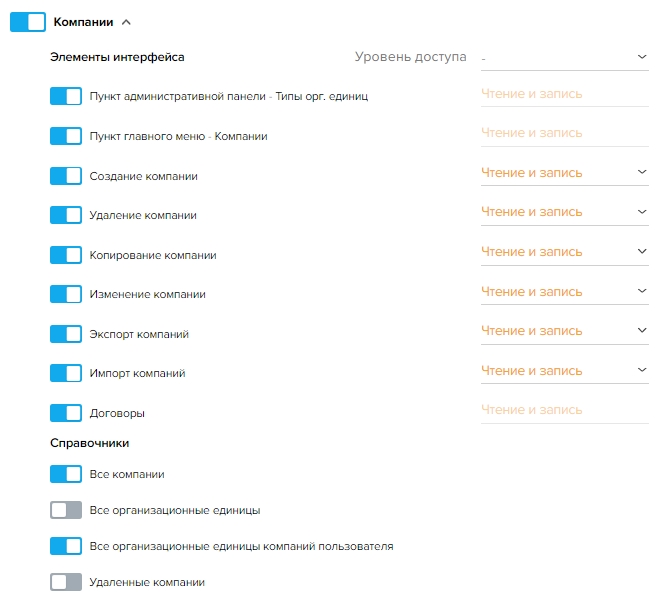 Компании
Элементы интерфейса Уровень доступа -
Пункт административной панели - Типы орг. единиц Чтение и запись
Пункт главного меню - Компании Чтение и запись
Создание компании Чтение и запись
Удаление компании Чтение и запись
Копирование компании Чтение и запись
Изменение компании Чтение и запись
Экспорт компаний Чтение и запись
Импорт компаний Чтение и запись
Договоры Чтение и запись
Справочники
Все компании
Все организационные единицы
Все организационные единицы компаний пользователя
Удаленные компании